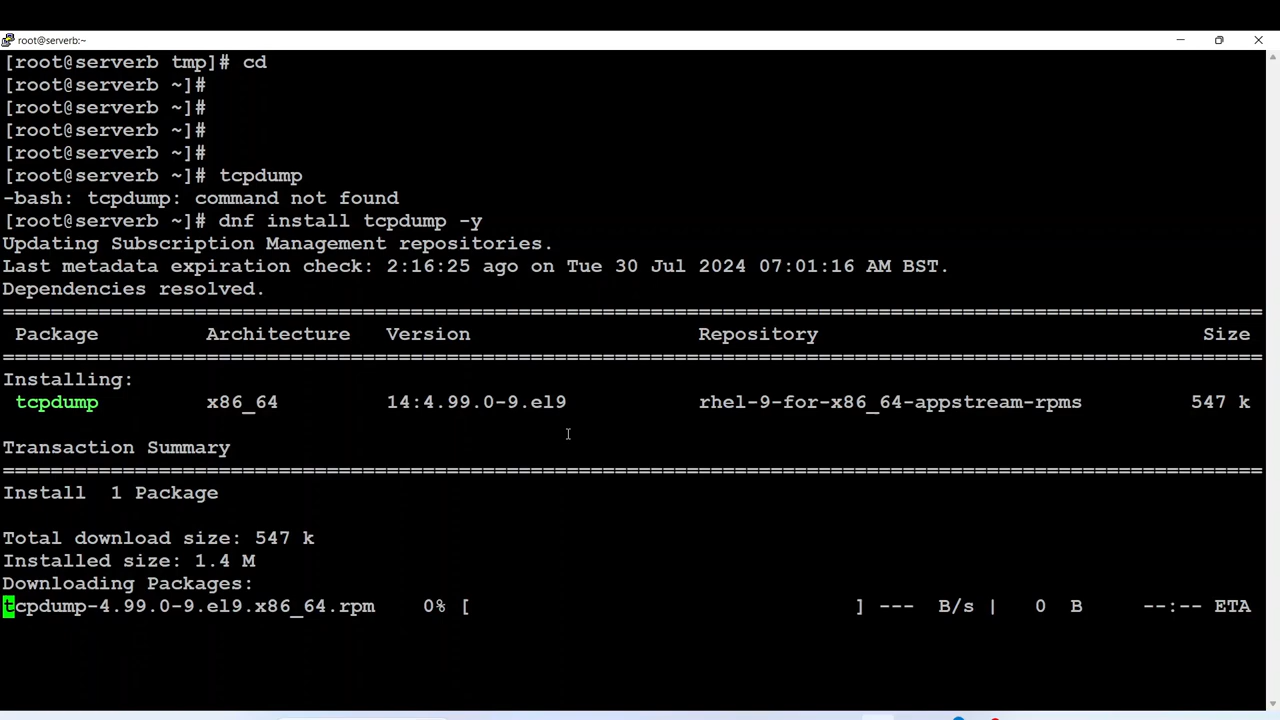 root@serverb:~
[root@serverb tmp]# cd
[root@serverb ~]#
[root@serverb ~]#
[root@serverb ~]#
[root@serverb ~]#
[root@serverb ~]# tcpdump
-bash: tcpdump: command not found
[root@serverb ~]# dnf install tcpdump -y
Updating Subscription Management repositories.
Last metadata expiration check: 2:16:25 ago on Tue 30 Jul 2024 07:01:16 AM BST.
Dependencies resolved.
================================================================================
Package Architecture Version Repository Size
================================================================================
Installing:
tcpdump x86_64 14:4.99.0-9.el9 rhel-9-for-x86_64-appstream-rpms 547 k
Transaction Summary
================================================================================
Install 1 Package
Total download size: 547 k
Installed size: 1.4 M
Downloading Packages:
tcpdump-4.99.0-9.el9.x86_64.rpm 0% [ ] --- B/s | 0 B --:-- ETA